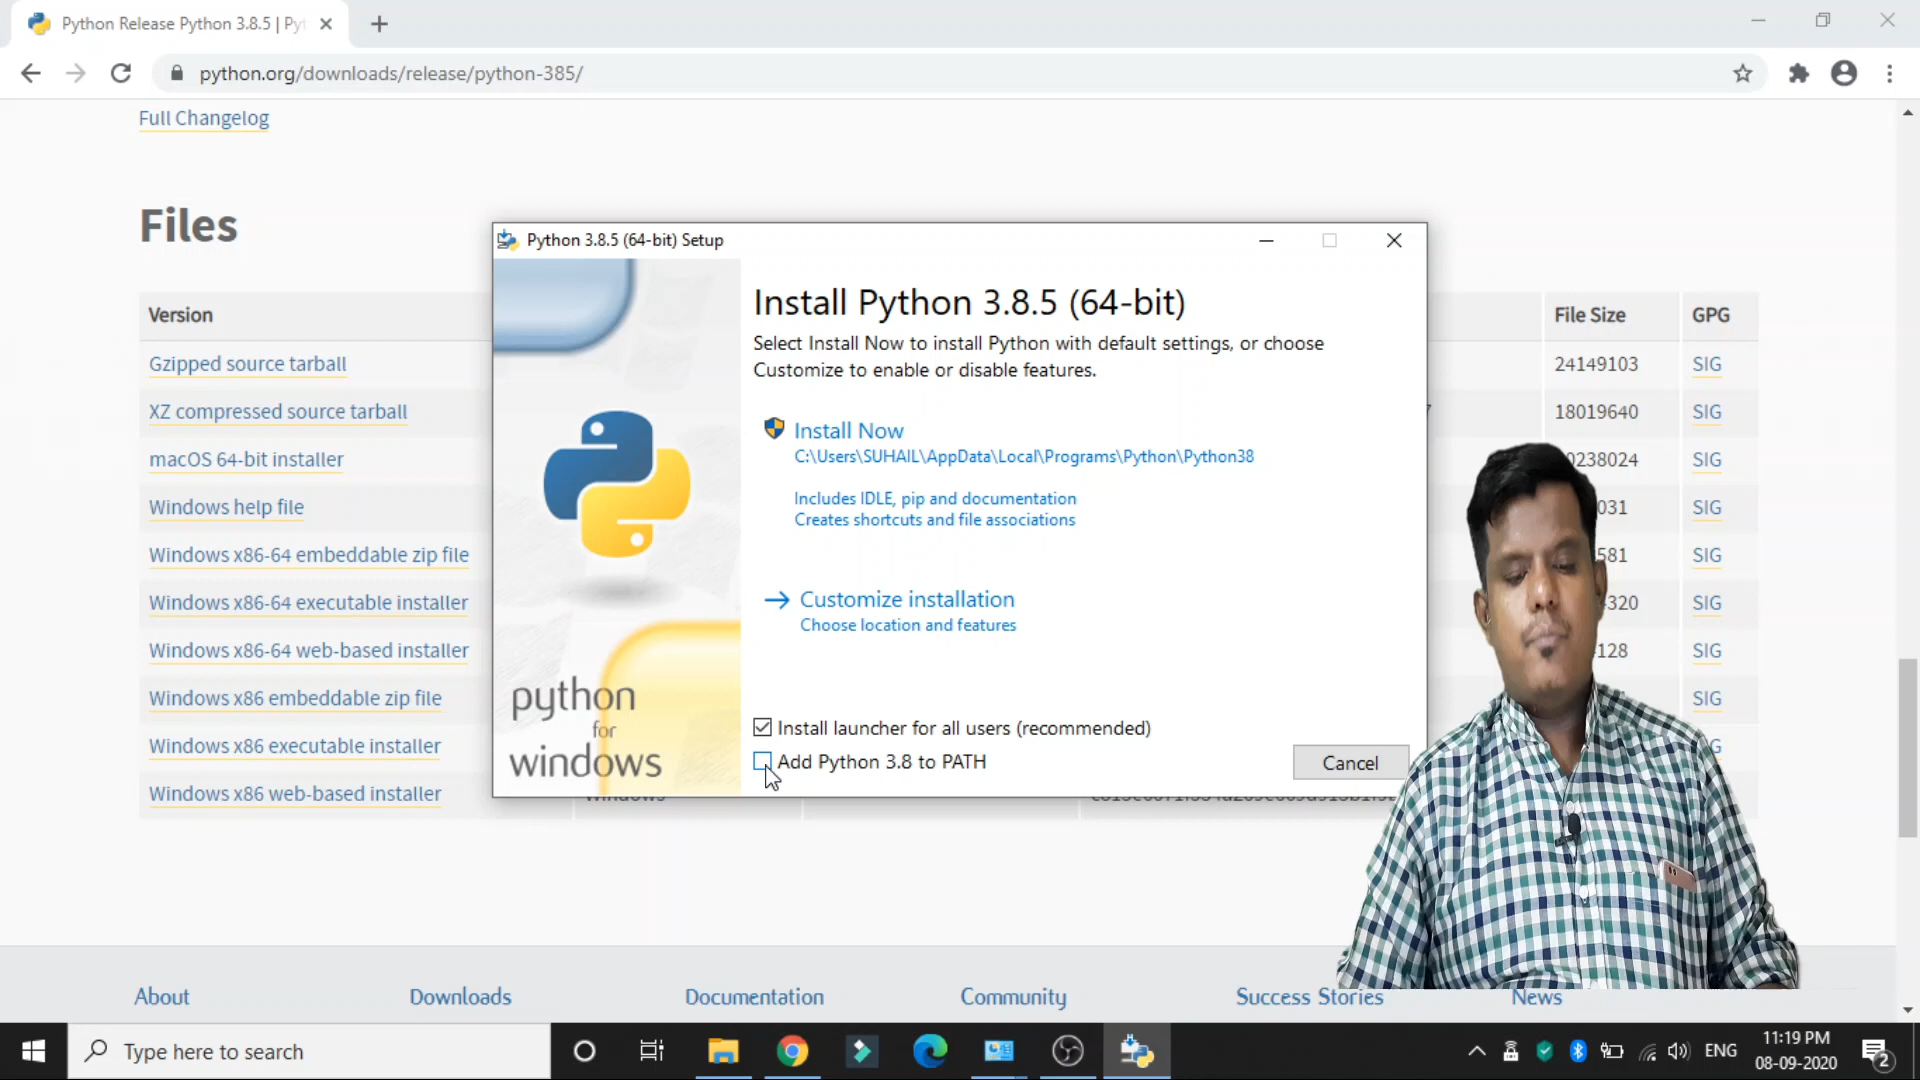 Python Release Python 3.8.5 | Pyt
python.org/downloads/release/python-385/
Full Changelog
Files
Version
File Size
GPG
Gzipped source tarball
24149103
SIG
XZ compressed source tarball
18019640
SIG
macOS 64-bit installer
0238024
SIG
Windows help file
031
SIG
Windows x86-64 embeddable zip file
581
SIG
Windows x86-64 executable installer
320
SIG
Windows x86-64 web-based installer
128
SIG
Windows x86 embeddable zip file
SIG
Windows x86 executable installer
G
Windows x86 web-based installer
Python 3.8.5 (64-bit) Setup
Install Python 3.8.5 (64-bit)
Select Install Now to install Python with default settings, or choose
Customize to enable or disable features.
Install Now
C:\Users\SUHAIL\AppData\Local\Programs\Python\Python38
Includes IDLE, pip and documentation
Creates shortcuts and file associations
Customize installation
Choose location and features
python
for
windows
Install launcher for all users (recommended)
Add Python 3.8 to PATH
Cancel
About
Downloads
Documentation
Community
Success Stories
News
Type here to search
ENG
11:19 PM
08-09-2020
2